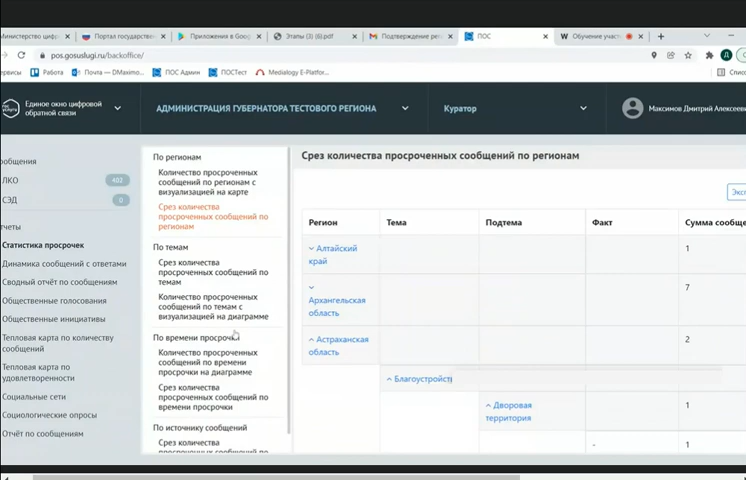 Министерство цифр
Портал государстве
Приложения в Goog
Этапы (3) (6).pdf
Подтверждение рег
ПОС
Обучение участ
pos.gosuslugi.ru/backoffice/
ервисы
Работа
Почта — DMaximo...
ПОС Админ
ПОСТест
Medialogy E-Platfor...
Список
Единое окно цифровой
обратной связи
АДМИНИСТРАЦИЯ ГУБЕРНАТОРА ТЕСТОВОГО РЕГИОНА
Куратор
Максимов Дмитрий Алексеев
ообщения
ЛКО
402
СЭД
0
тчеты
Статистика просрочек
Динамика сообщений с ответами
Сводный отчёт по сообщениям
Общественные голосования
Общественные инициативы
Тепловая карта по количеству
сообщений
Тепловая карта по
удовлетворенности
Социальные сети
Социологические опросы
Отчёт по сообщениям
По регионам
Количество просроченных
сообщений по регионам с
визуализацией на карте
Срез количества
просроченных сообщений по
регионам
По темам
Срез количества
просроченных сообщений по
темам
Количество просроченных
сообщений по темам с
визуализацией на диаграмме
По времени просрочки
Количество просроченных
сообщений по времени
просрочки на диаграмме
Срез количества
просроченных сообщений по
времени просрочки
По источнику сообщений
Срез количества
просроченных сообщений по
Срез количества просроченных сообщений по регионам
Эксп
Регион
Тема
Подтема
Факт
Сумма сообще
Алтайский
край
1
Архангельская
область
7
Астраханская
область
2
Благоустройств
Дворовая
территория
1
-
1